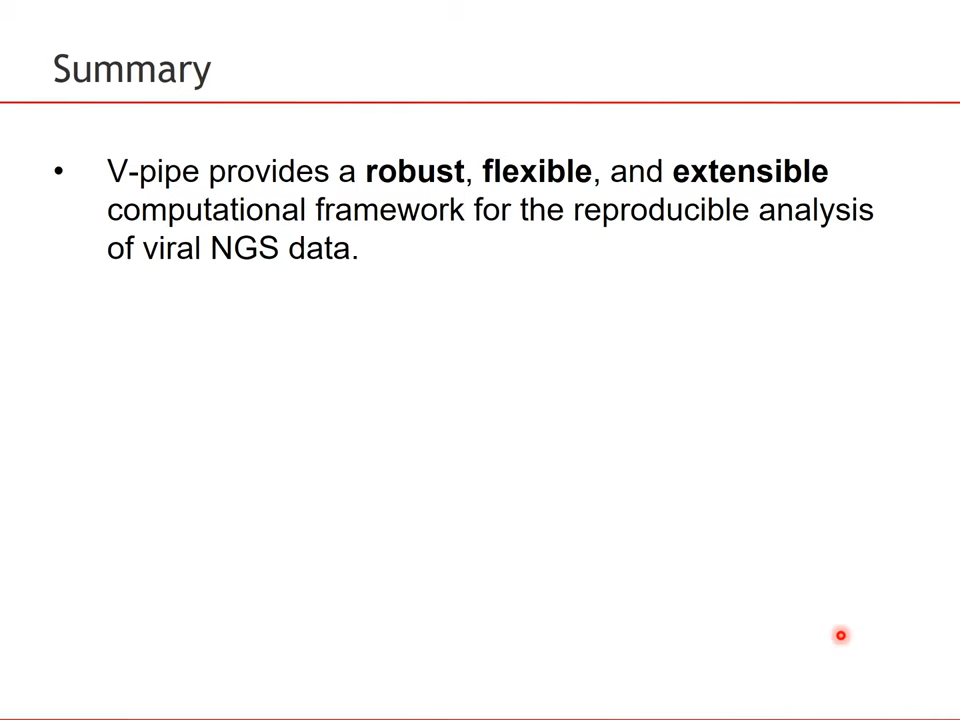 Summary
• V-pipe provides a robust, flexible, and extensible
computational framework for the reproducible analysis
of viral NGS data.